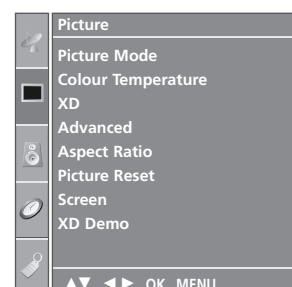 Picture
Picture Mode
Colour Temperature
XD
Advanced
Aspect Ratio
Picture Reset
Screen
XD Demo
▲▼ ◄► OK MENU